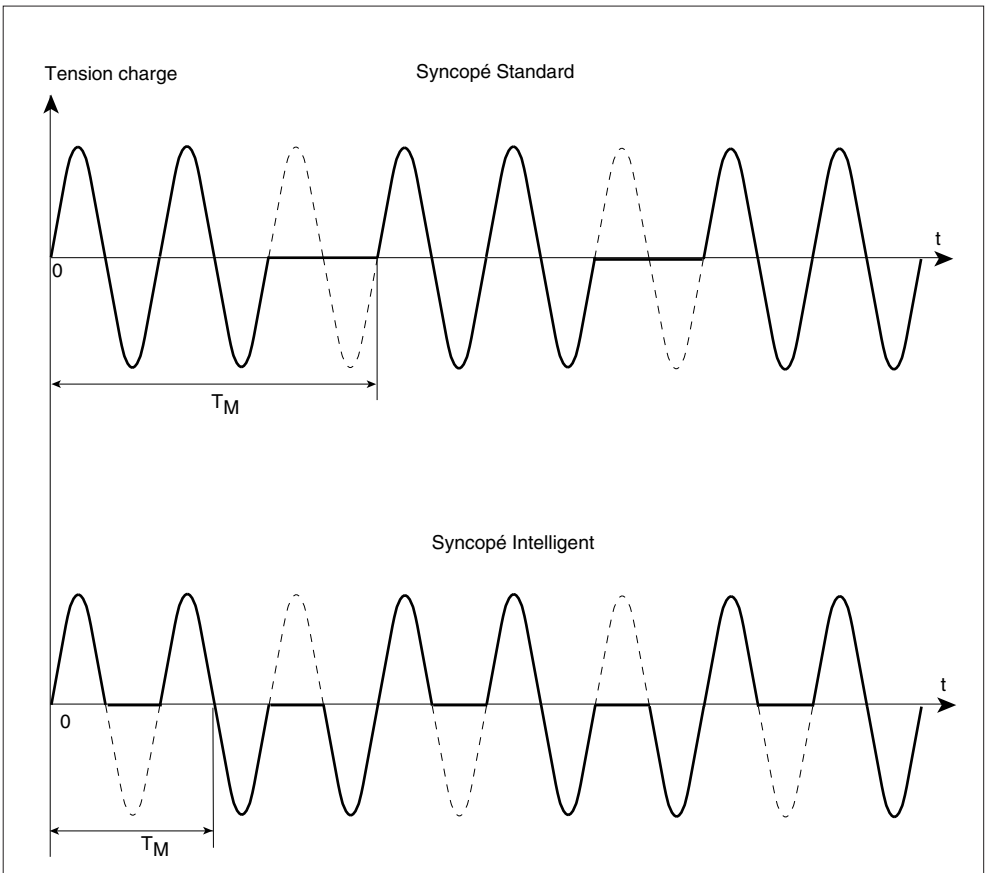 Tension charge
Syncopé Standard
t
0
TM
Syncopé Intelligent
t
0
TM